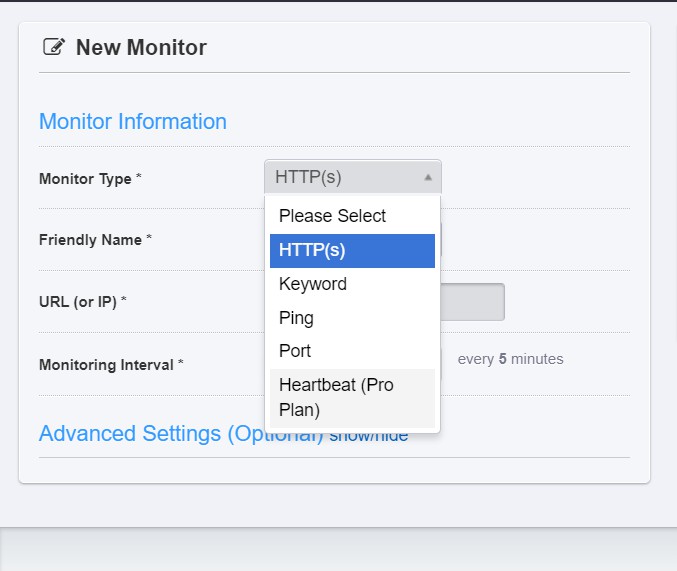 New Monitor
Monitor Information
Monitor Type * HTTP(s)
Please Select
Friendly Name *
HTTP(s)
Keyword
URL (or IP) *
Ping
Port
Monitoring Interval * every 5 minutes
Heartbeat (Pro
Plan)
Advanced Settings (Optional) show/hide